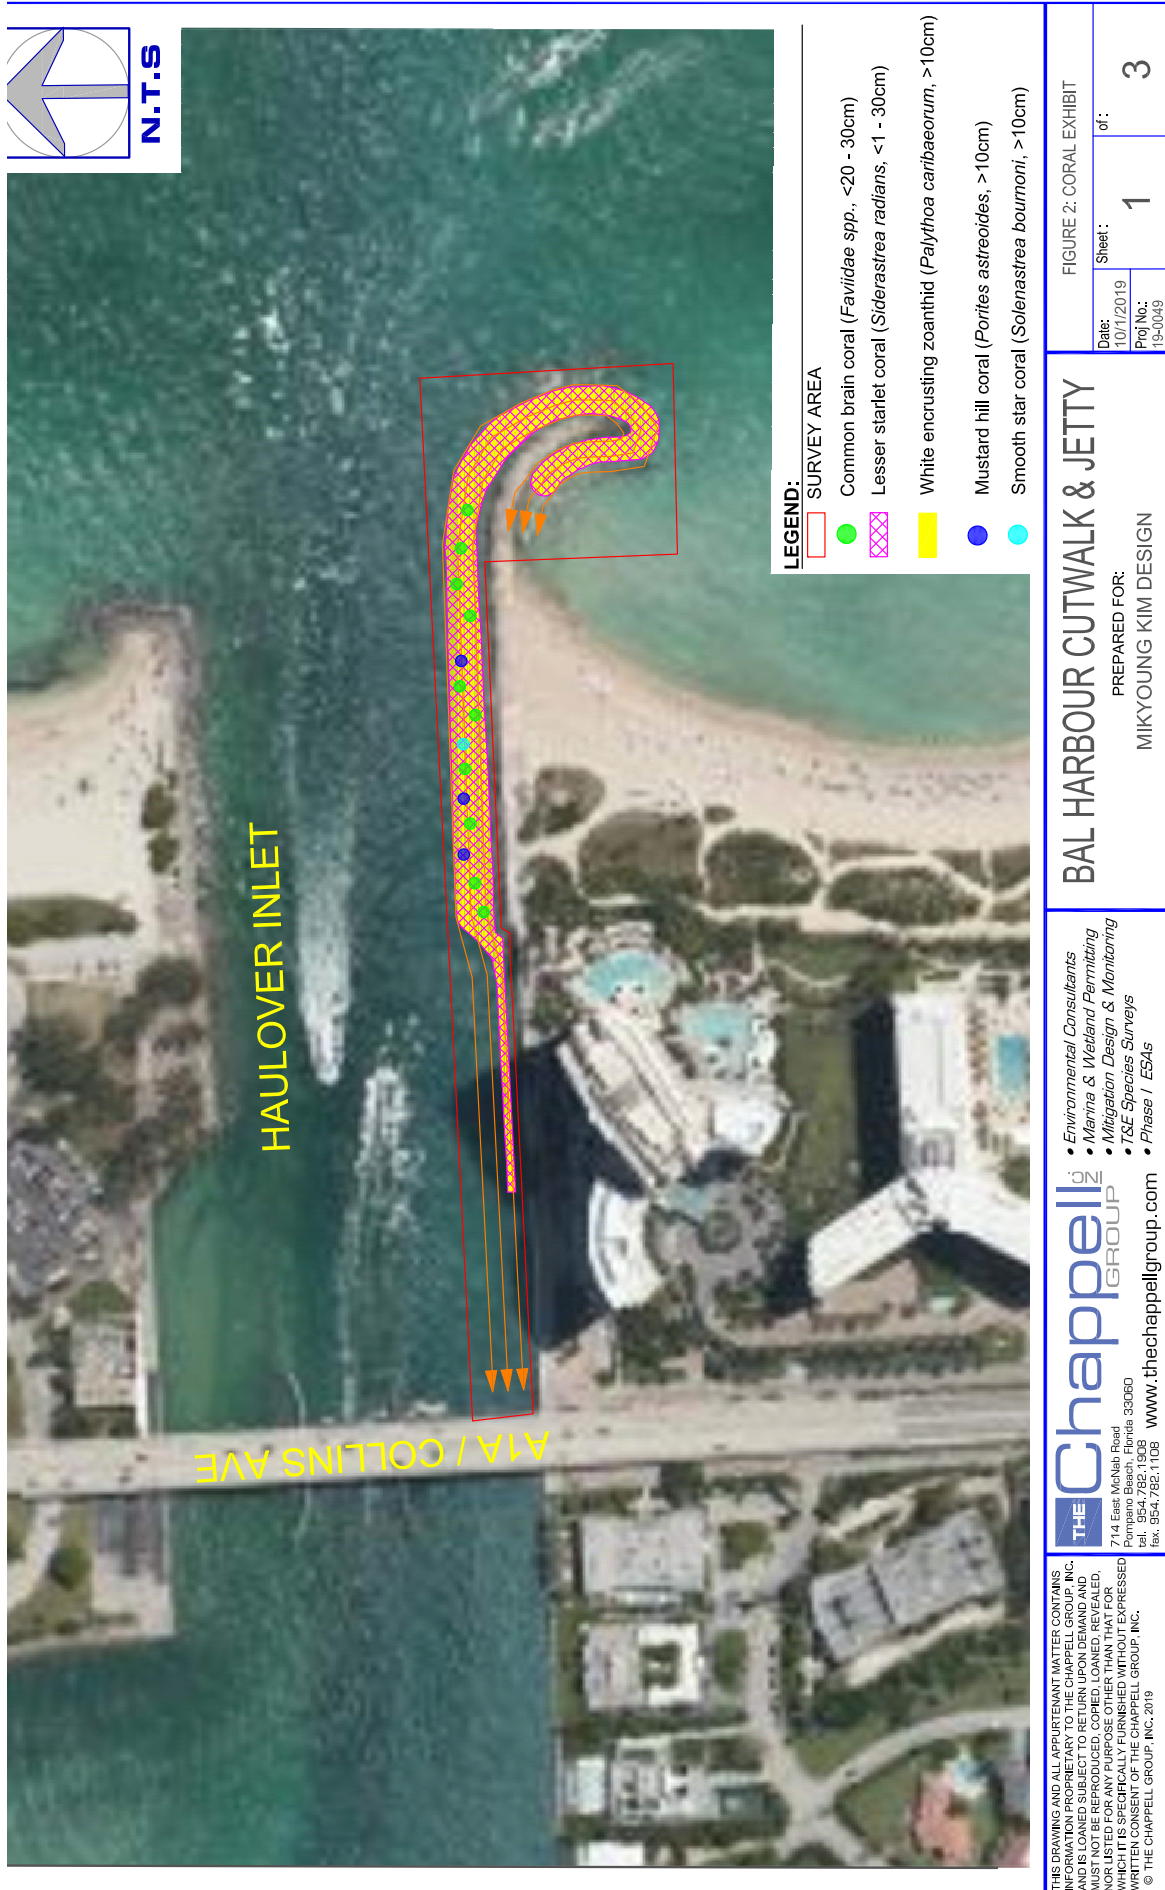 N.T.S
HAULOVER INLET
A1A / COLLINS AVE
LEGEND:
SURVEY AREA
Common brain coral (Faviidae spp., <20 - 30cm)
Lesser starlet coral (Siderastrea radians, <1 - 30cm)
White encrusting zoanthid (Palythoa caribaeorum, >10cm)
Mustard hill coral (Porites astreoides, >10cm)
Smooth star coral (Solenastrea bournoni, >10cm)
THIS DRAWING AND ALL APPURTENANT MATTER CONTAINS
INFORMATION PROPRIETARY TO THE CHAPPELL GROUP, INC.
AND IS LOANED SUBJECT TO RETURN UPON DEMAND AND
MUST NOT BE REPRODUCED, COPIED, LOANED, REVEALED,
NOR LISTED FOR ANY PURPOSE OTHER THAN THAT FOR
WHICH IT IS SPECIFICALLY FURNISHED WITHOUT EXPRESSED
WRITTEN CONSENT OF THE CHAPPELL GROUP, INC.
© THE CHAPPELL GROUP, INC. 2019
THE Chappell
GROUP INC
714 East McNab Road
Pompano Beach, Florida 33060
tel. 954.782.1908
fax. 954.782.1108
www.thechappellgroup.com
• Environmental Consultants
• Marina & Wetland Permitting
• Mitigation Design & Monitoring
• T&E Species Surveys
• Phase I ESAs
BAL HARBOUR CUTWALK & JETTY
PREPARED FOR:
MIKYOUNG KIM DESIGN
FIGURE 2: CORAL EXHIBIT
Date:
10/1/2019
Proj No.:
19-0049
Sheet:
1
of:
3